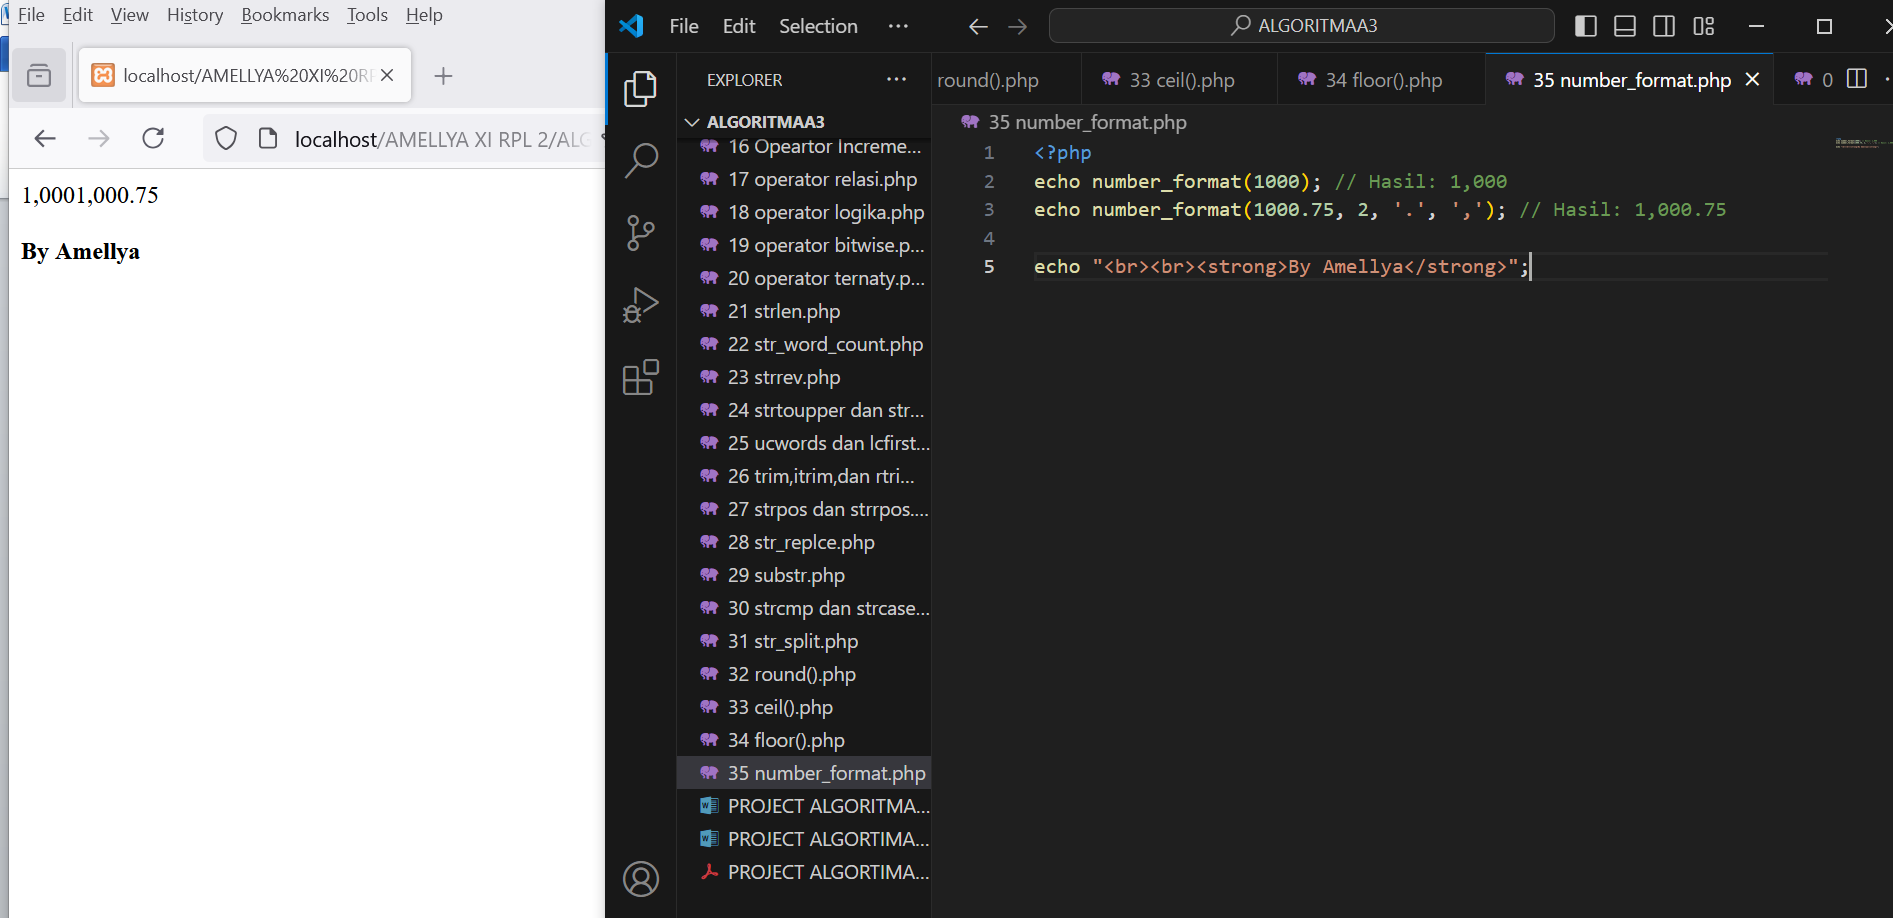 File Edit View History Bookmarks Tools Help
localhost/AMELLYA%20XI%20RP
localhost/AMELLYA XI RPL 2/ALG
1,0001,000.75
By Amellya
File Edit Selection ···
ALGORITMAA3
EXPLORER ···
ALGORITMAA3
16 Opeartor Increme...
17 operator relasi.php
18 operator logika.php
19 operator bitwise.p...
20 operator ternaty.p...
21 strlen.php
22 str_word_count.php
23 strrev.php
24 strtoupper dan str...
25 ucwords dan lcfirst...
26 trim,itrim,dan rtri...
27 strpos dan strrpos....
28 str_replce.php
29 substr.php
30 strcmp dan strcase...
31 str_split.php
32 round().php
33 ceil().php
34 floor().php
35 number_format.php
PROJECT ALGORITMA...
PROJECT ALGORTIMA...
PROJECT ALGORTIMA...
round().php 33 ceil().php 34 floor().php 35 number_format.php 0
35 number_format.php
1 <?php
2 echo number_format(1000); // Hasil: 1,000
3 echo number_format(1000.75, 2, '.', ','); // Hasil: 1,000.75
4
5 echo "<br><br><strong>By Amellya</strong>";